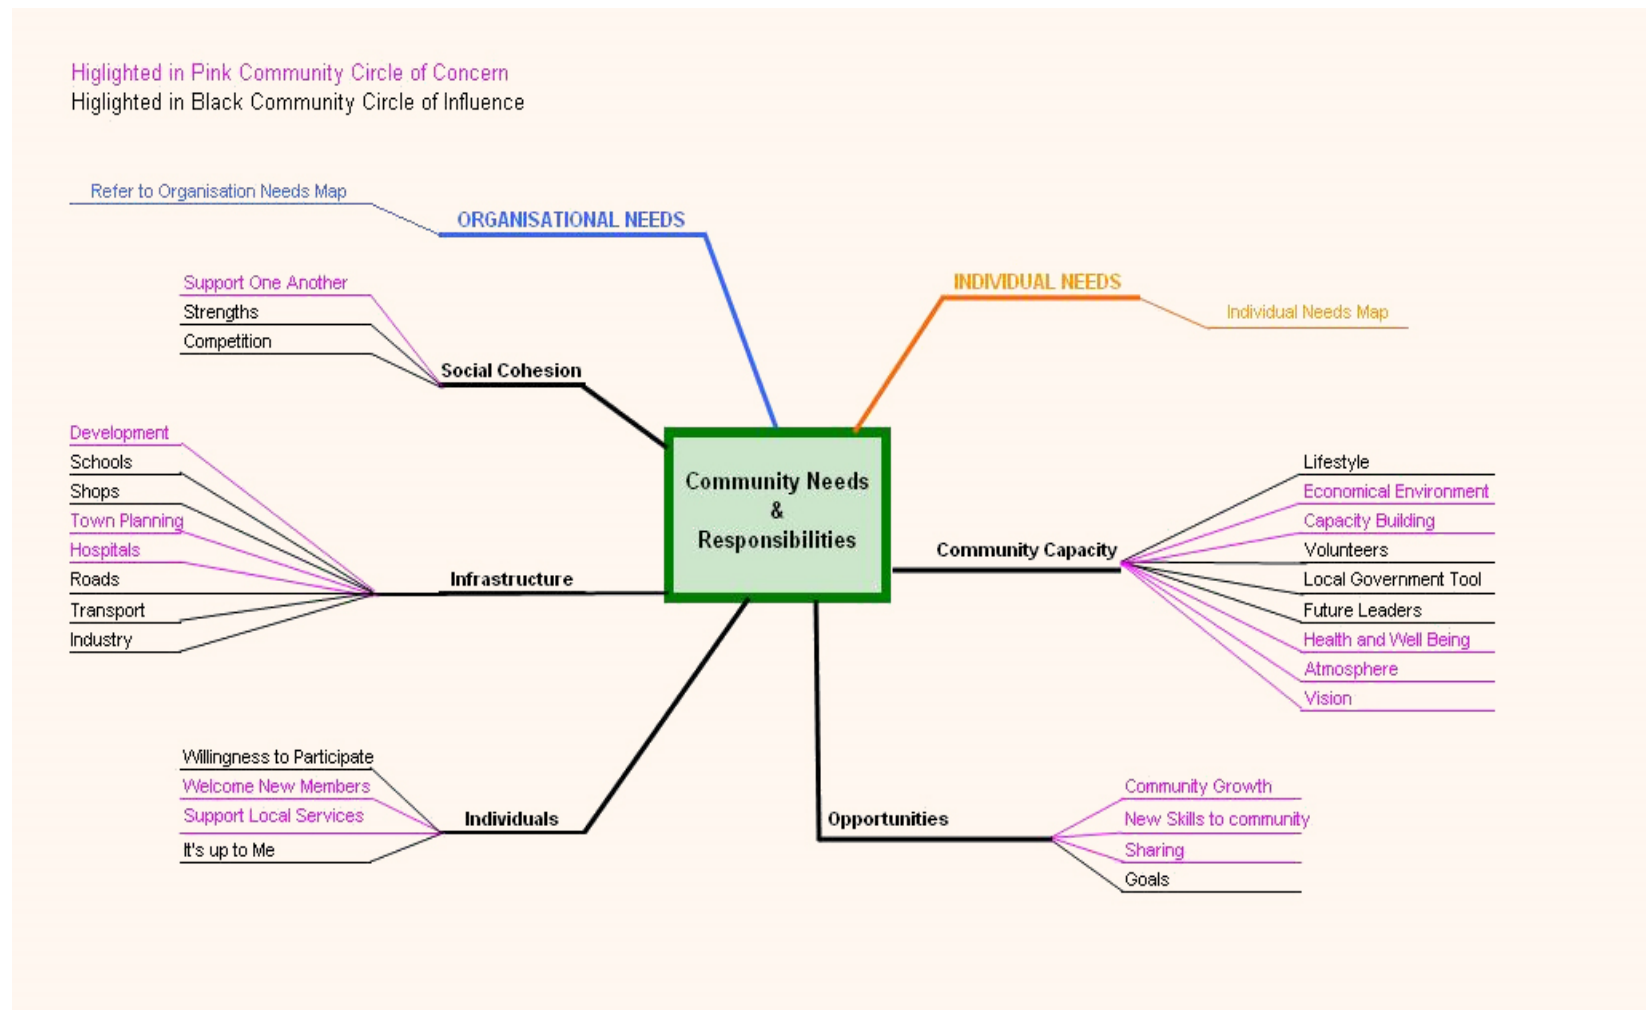 Higlighted in Pink Community Circle of Concern
Higlighted in Black Community Circle of Influence
Refer to Organisation Needs Map
ORGANISATIONAL NEEDS
INDIVIDUAL NEEDS
Individual Needs Map
Support One Another
Strengths
Competition
Social Cohesion
Development
Schools
Shops
Town Planning
Hospitals
Roads
Transport
Industry
Infrastructure
Community Needs
&
Responsibilities
Community Capacity
Lifestyle
Economical Environment
Capacity Building
Volunteers
Local Government Tool
Future Leaders
Health and Well Being
Atmosphere
Vision
Willingness to Participate
Welcome New Members
Support Local Services
It's up to Me
Individuals
Opportunities
Community Growth
New Skills to community
Sharing
Goals